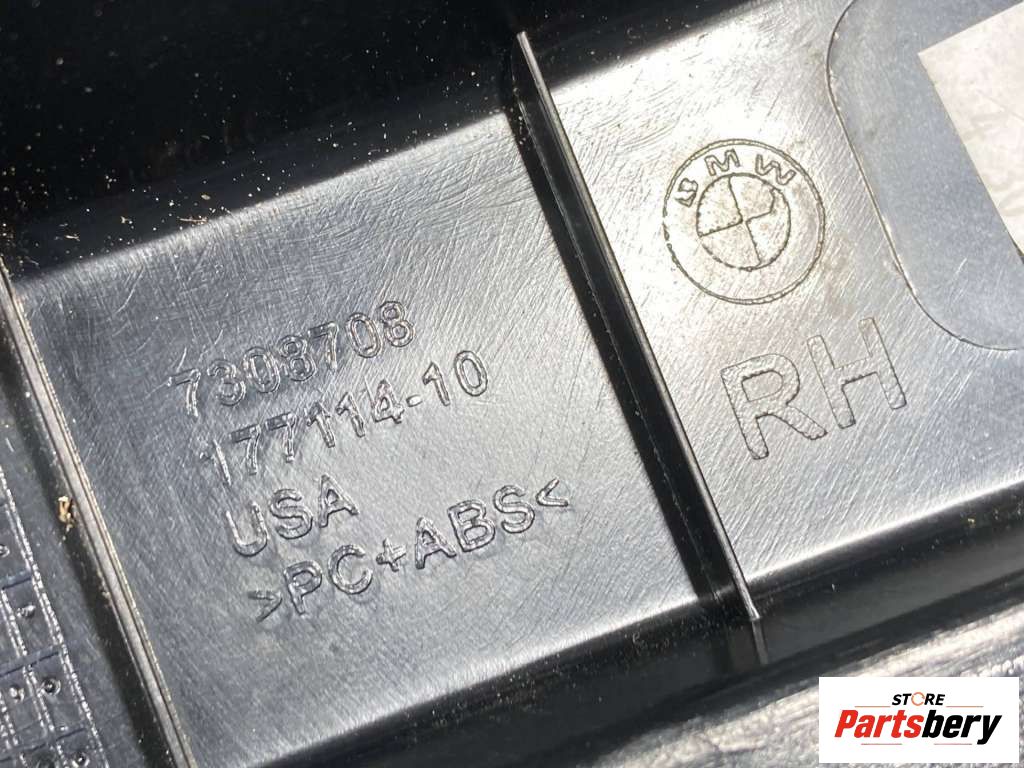 7308708
177114-10
USA
>PC+ABS<
BMW
RH
STORE
Partsbery